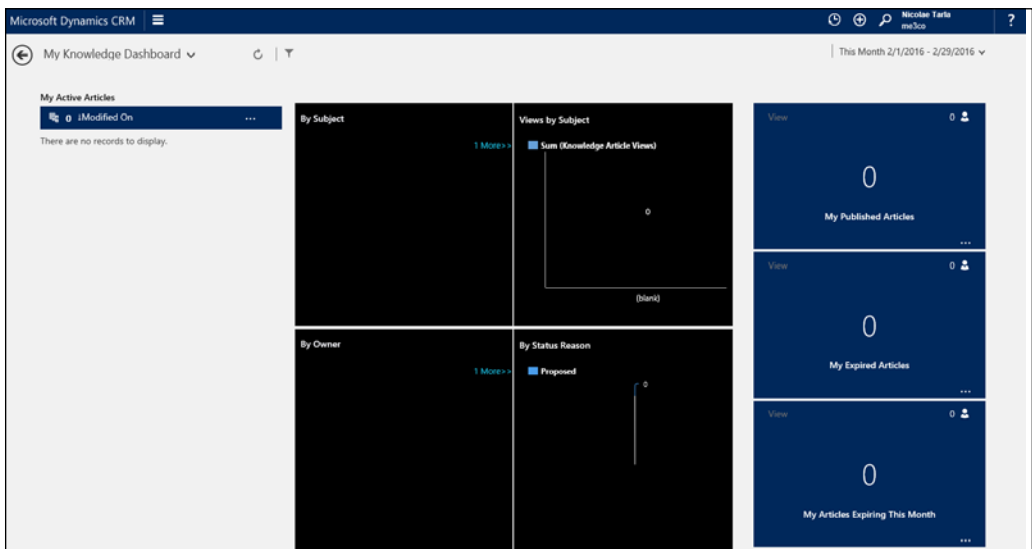 Microsoft Dynamics CRM
Nicolae Tarla
me3co
?
My Knowledge Dashboard
This Month 2/1/2016 - 2/29/2016
My Active Articles
0 Modified On
...
There are no records to display.
By Subject
1 More>>
Views by Subject
Sum (Knowledge Article Views)
0
(blank)
View
0
0
My Published Articles
...
View
0
0
My Expired Articles
...
By Owner
1 More>>
By Status Reason
Proposed
0
View
0
0
My Articles Expiring This Month
...